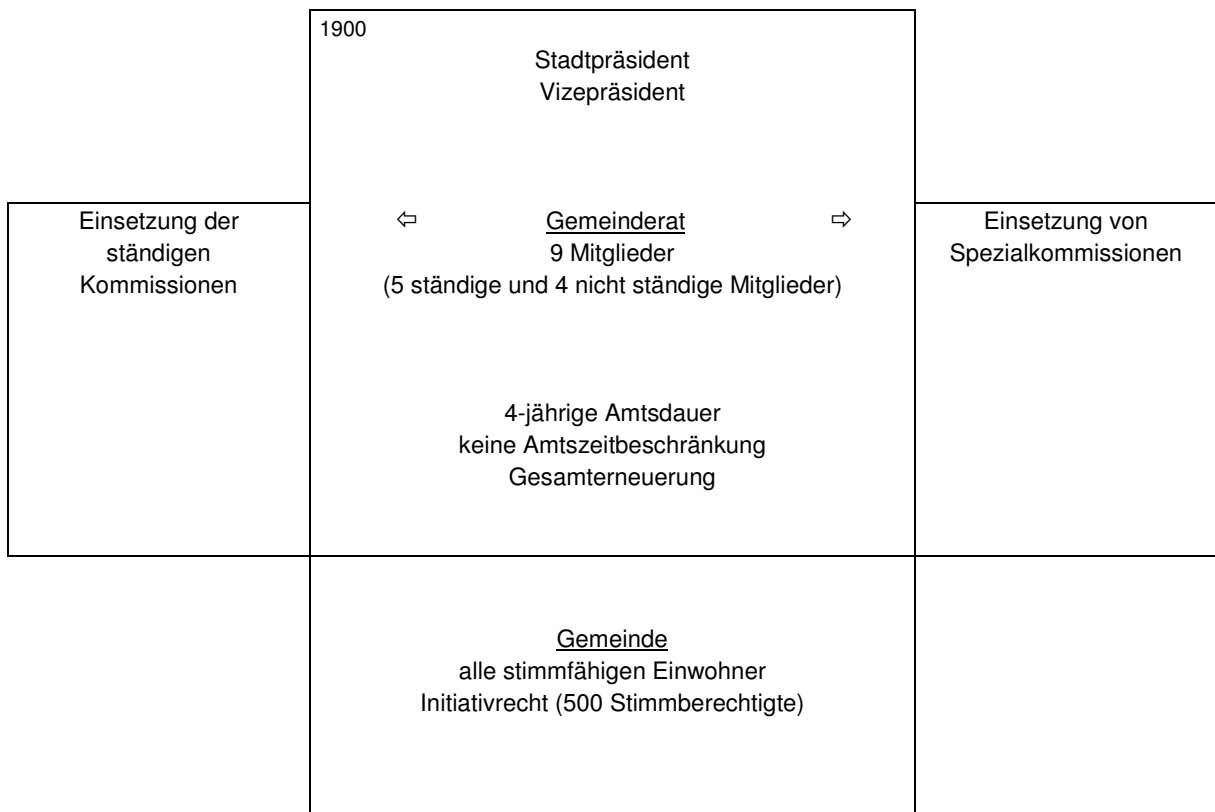 1900
Stadtpräsident
Vizepräsident
Einsetzung der
ständigen
Kommissionen
⇦ Gemeinderat ⇨
9 Mitglieder
(5 ständige und 4 nicht ständige Mitglieder)
Einsetzung von
Spezialkommissionen
4-jährige Amtsdauer
keine Amtszeitbeschränkung
Gesamterneuerung
Gemeinde
alle stimmfähigen Einwohner
Initiativrecht (500 Stimmberechtigte)